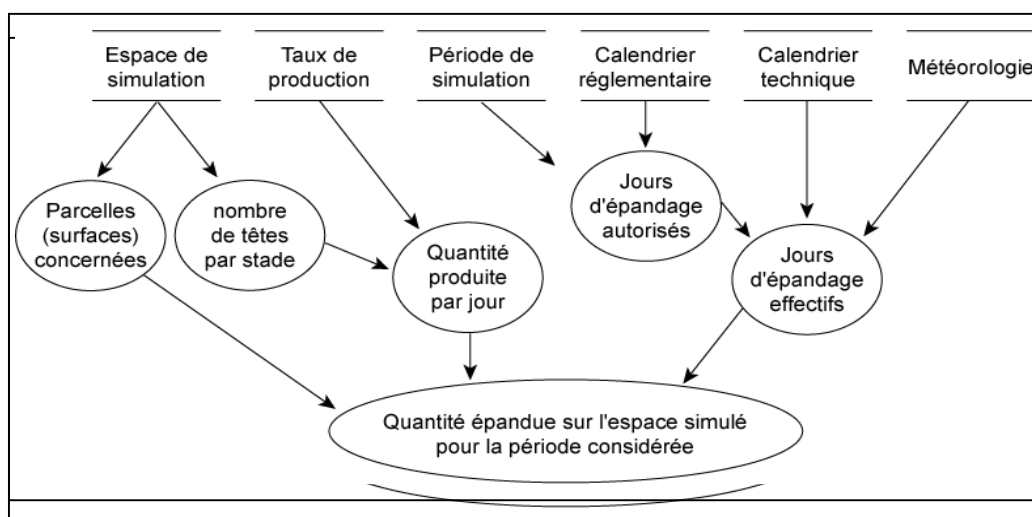 Espace de
simulation
Taux de
production
Période de
simulation
Calendrier
réglementaire
Calendrier
technique
Météorologie
Parcelles
(surfaces)
concernées
nombre
de têtes
par stade
Quantité
produite
par jour
Jours
d'épandage
autorisés
Jours
d'épandage
effectifs
Quantité épandue sur l'espace simulé
pour la période considérée